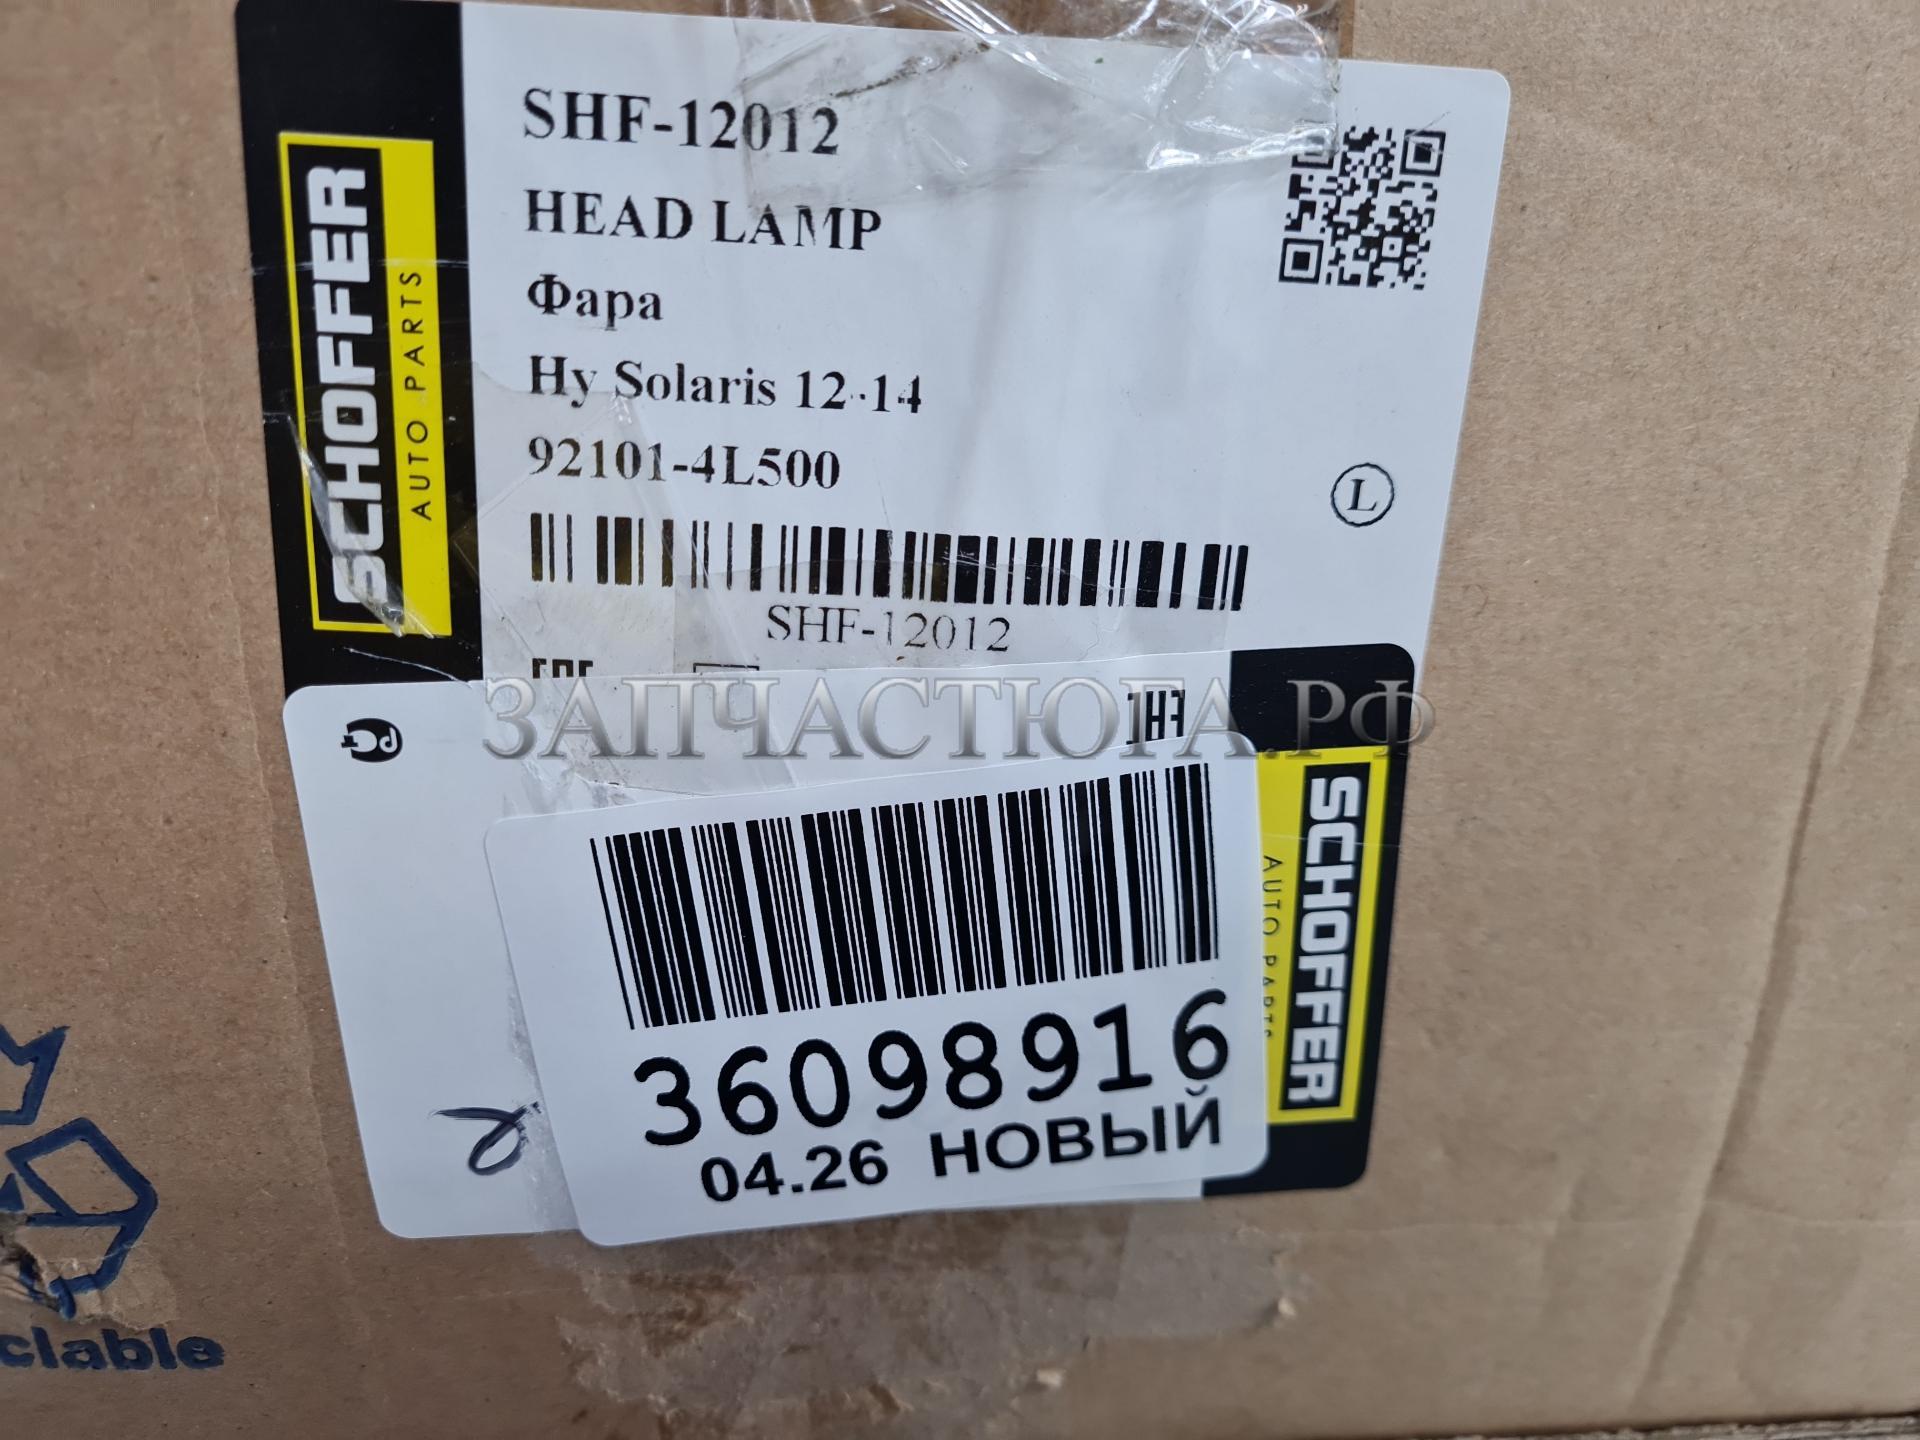 SHF-12012
HEAD LAMP
Фара
Hy Solaris 12-14
92101-4L500
L
SHF-12012
SCHOFFER
AUTO PARTS
ЗАПЧАСТЮГА.РФ
SCHOFFER
AUTO PARTS
36098916
04.26 НОВЫЙ
clable